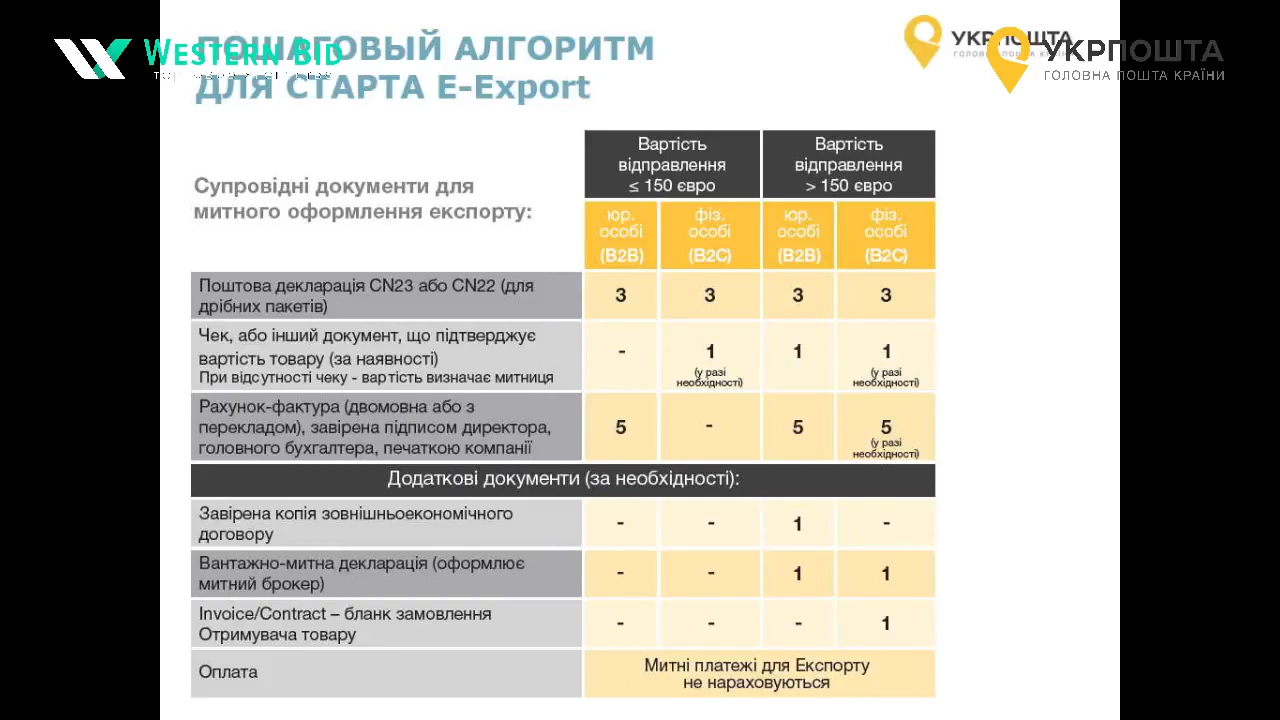 WESTERN BID
ПОШАГОВЫЙ АЛГОРИТМ
ДЛЯ СТАРТА E-Export
УКРПОШТА
ГОЛОВНА ПОШТА КРАЇНИ
УКРПОШТА
ГОЛОВНА ПОШТА КРАЇНИ
Супровідні документи для
митного оформлення експорту:
Вартість
відправлення
≤ 150 євро
Вартість
відправлення
> 150 євро
юр.
особі
(B2B)
фіз.
особі
(B2C)
юр.
особі
(B2B)
фіз.
особі
(B2C)
Поштова декларація CN23 або CN22 (для
дрібних пакетів)
3 3 3 3
Чек, або інший документ, що підтверджує
вартість товару (за наявності)
При відсутності чеку - вартість визначає митниця
- 1 1 1
(у разі
необхідності)
(у разі
необхідності)
Рахунок-фактура (двомовна або з
перекладом), завірена підписом директора,
головного бухгалтера, печаткою компанії
5 - 5 5
(у разі
необхідності)
Додаткові документи (за необхідності):
Завірена копія зовнішньоекономічного
договору
- - 1 -
Вантажно-митна декларація (оформлює
митний брокер)
- - 1 1
Invoice/Contract – бланк замовлення
Отримувача товару
- - - 1
Оплата
Митні платежі для Експорту
не нараховуються